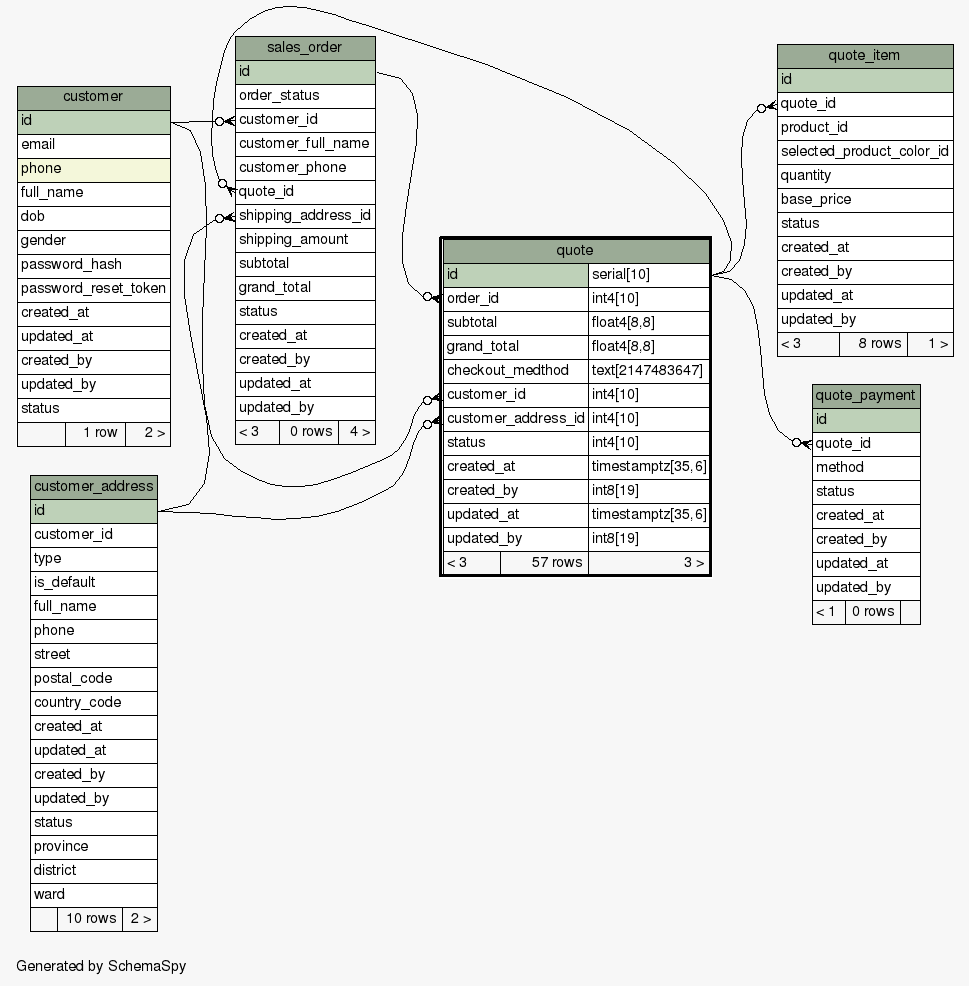 customer
id
email
phone
full_name
dob
gender
password_hash
password_reset_token
created_at
updated_at
created_by
updated_by
status
1 row 2 >
customer_address
id
customer_id
type
is_default
full_name
phone
street
postal_code
country_code
created_at
updated_at
created_by
updated_by
status
province
district
ward
10 rows 2 >
sales_order
id
order_status
customer_id
customer_full_name
customer_phone
quote_id
shipping_address_id
shipping_amount
subtotal
grand_total
status
created_at
created_by
updated_at
updated_by
< 3 0 rows 4 >
quote
id serial[10]
order_id int4[10]
subtotal float4[8,8]
grand_total float4[8,8]
checkout_medthod text[2147483647]
customer_id int4[10]
customer_address_id int4[10]
status int4[10]
created_at timestamptz[35,6]
created_by int8[19]
updated_at timestamptz[35,6]
updated_by int8[19]
< 3 57 rows 3 >
quote_item
id
quote_id
product_id
selected_product_color_id
quantity
base_price
status
created_at
created_by
updated_at
updated_by
< 3 8 rows 1 >
quote_payment
id
quote_id
method
status
created_at
created_by
updated_at
updated_by
< 1 0 rows
Generated by SchemaSpy